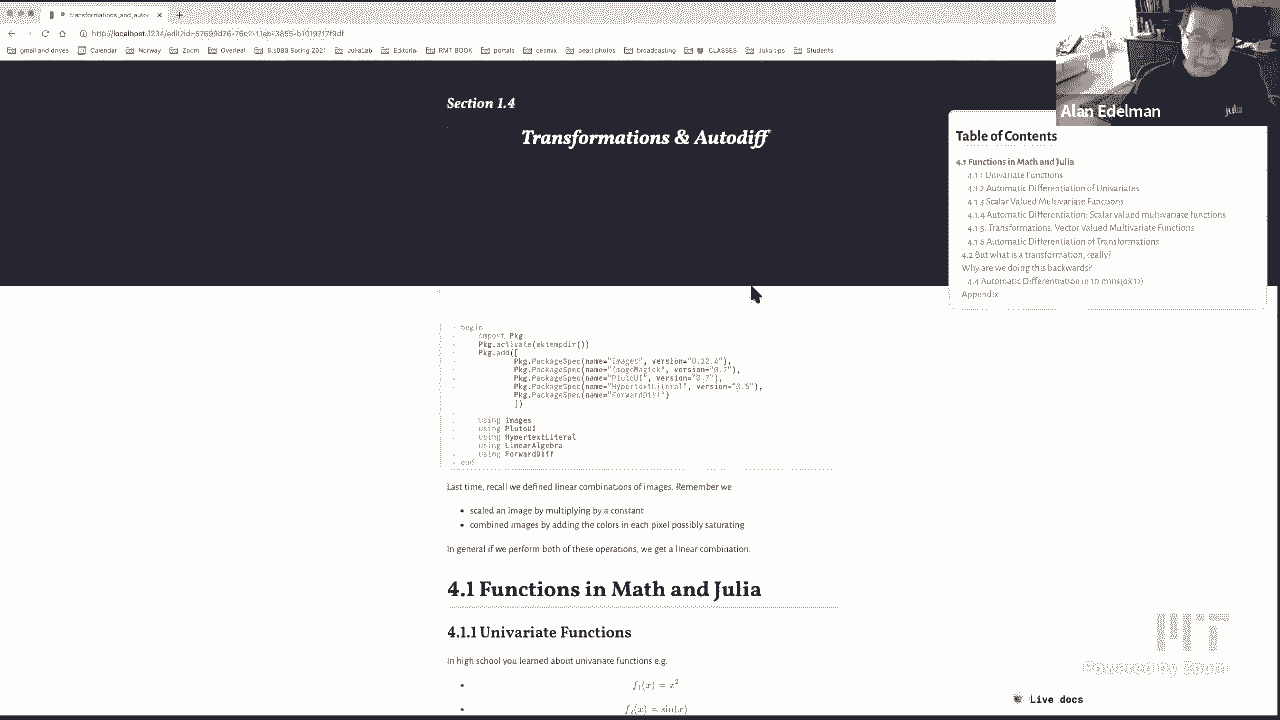 transformations_and_autov
http://localhost:1234/edit?id=
gmail and drives Calendar Norway Zoom Overleaf 6.s083 Spring 2021 JuliaLab Editorial RMT BOOK portals cesmix beall photos broadcasting CLASSES Julia tips Students
Section 1.4
Transformations & Autodiff
Alan Edelman
julia
Table of Contents
4.1 Functions in Math and Julia
4.1.1 Univariate Functions
4.1.2 Automatic Differentiation of Univariates
4.1.3 Scalar Valued Multivariate Functions
4.1.4 Automatic Differentiation: Scalar valued multivariate functions
4.1.5. Transformations: Vector Valued Multivariate Functions
4.1.6 Automatic Differentiation of Transformations
4.2 But what is a transformation, really?
Why are we doing this backwards?
4.4 Automatic Differentiation in 10 mins(ok 11)
Appendix
begin
import Pkg
Pkg.activate(mktempdir())
Pkg.add([
Pkg.PackageSpec(name="Images", version="0.22.4"),
Pkg.PackageSpec(name="ImageMagick", version="0.7"),
Pkg.PackageSpec(name="PlutoUI", version="0.7"),
Pkg.PackageSpec(name="HypertextLiteral", version="0.5"),
Pkg.PackageSpec(name="ForwardDiff")
])
using Images
using PlutoUI
using HypertextLiteral
using LinearAlgebra
using ForwardDiff
end
Last time, recall we defined linear combinations of images. Remember we
• scaled an image by multiplying by a constant
• combined images by adding the colors in each pixel possibly saturating
In general if we perform both of these operations, we get a linear combination.
4.1 Functions in Math and Julia
4.1.1 Univariate Functions
In high school you learned about univariate functions e.g.
• f₁(x) = x²
• f₂(x) = sin(x)
MIT
Powered by Zoom
Live docs